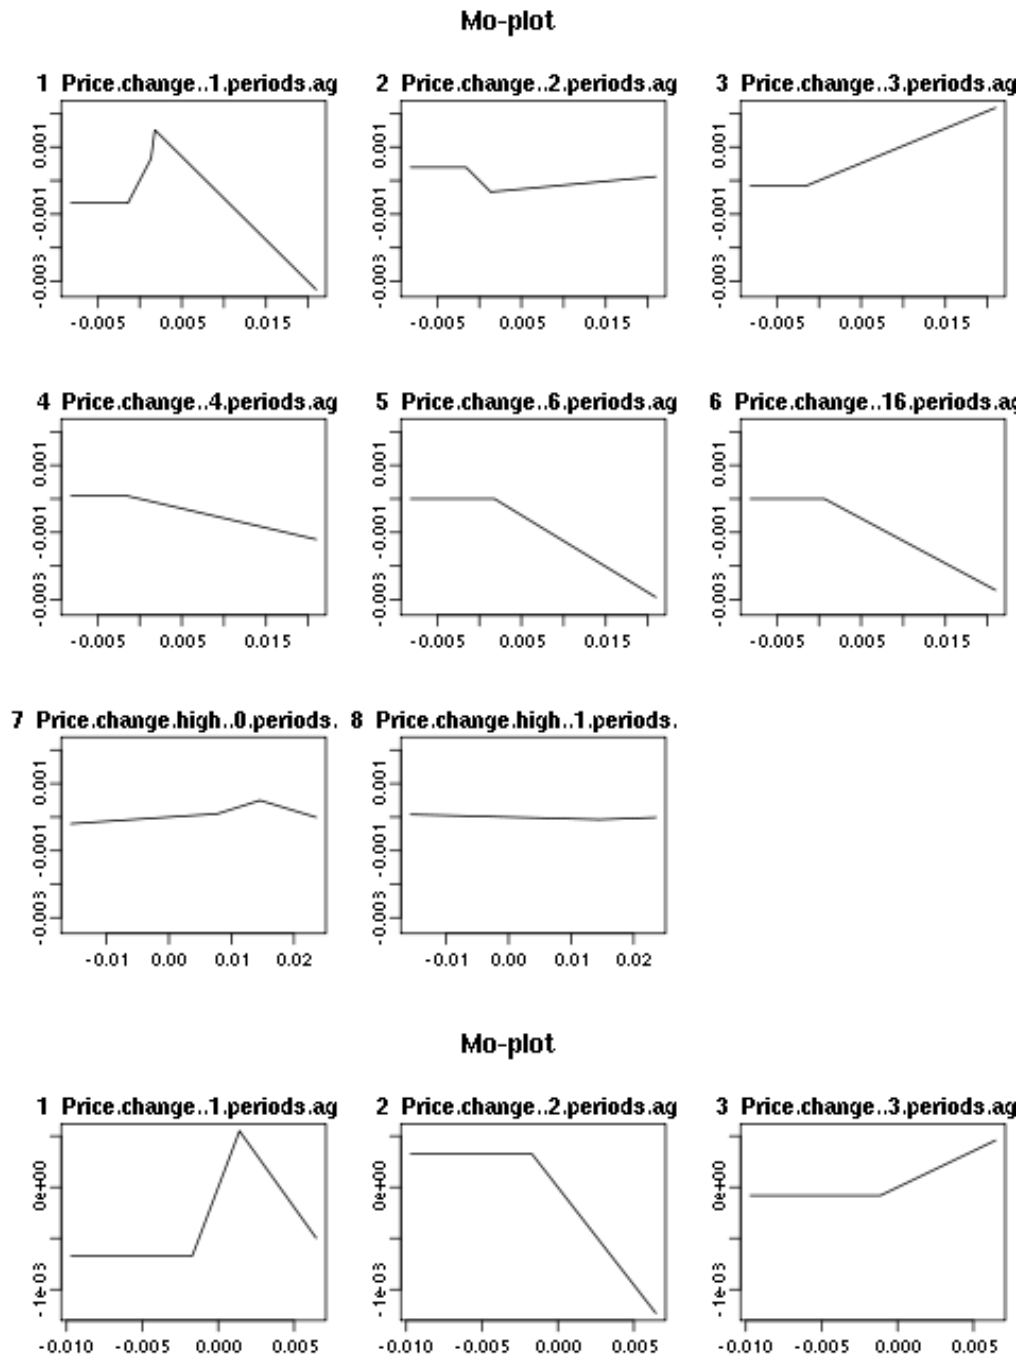 Mo-plot
1 Price.change..1.periods.ag
2 Price.change..2.periods.ag
3 Price.change..3.periods.ag
0.001
-0.001
-0.003
-0.005 0.005 0.015
0.001
-0.001
-0.003
-0.005 0.005 0.015
0.001
-0.001
-0.003
-0.005 0.005 0.015
4 Price.change..4.periods.ag
5 Price.change..6.periods.ag
6 Price.change..16.periods.ag
0.001
-0.001
-0.003
-0.005 0.005 0.015
0.001
-0.001
-0.003
-0.005 0.005 0.015
0.001
-0.001
-0.003
-0.005 0.005 0.015
7 Price.change.high..0.periods.
8 Price.change.high..1.periods.
0.001
-0.001
-0.003
-0.01 0.00 0.01 0.02
0.001
-0.001
-0.003
-0.01 0.00 0.01 0.02
Mo-plot
1 Price.change..1.periods.ag
2 Price.change..2.periods.ag
3 Price.change..3.periods.ag
0e+00
-1e-03
-0.010 -0.005 0.000 0.005
0e+00
-1e-03
-0.010 -0.005 0.000 0.005
0e+00
-1e-03
-0.010 -0.005 0.000 0.005